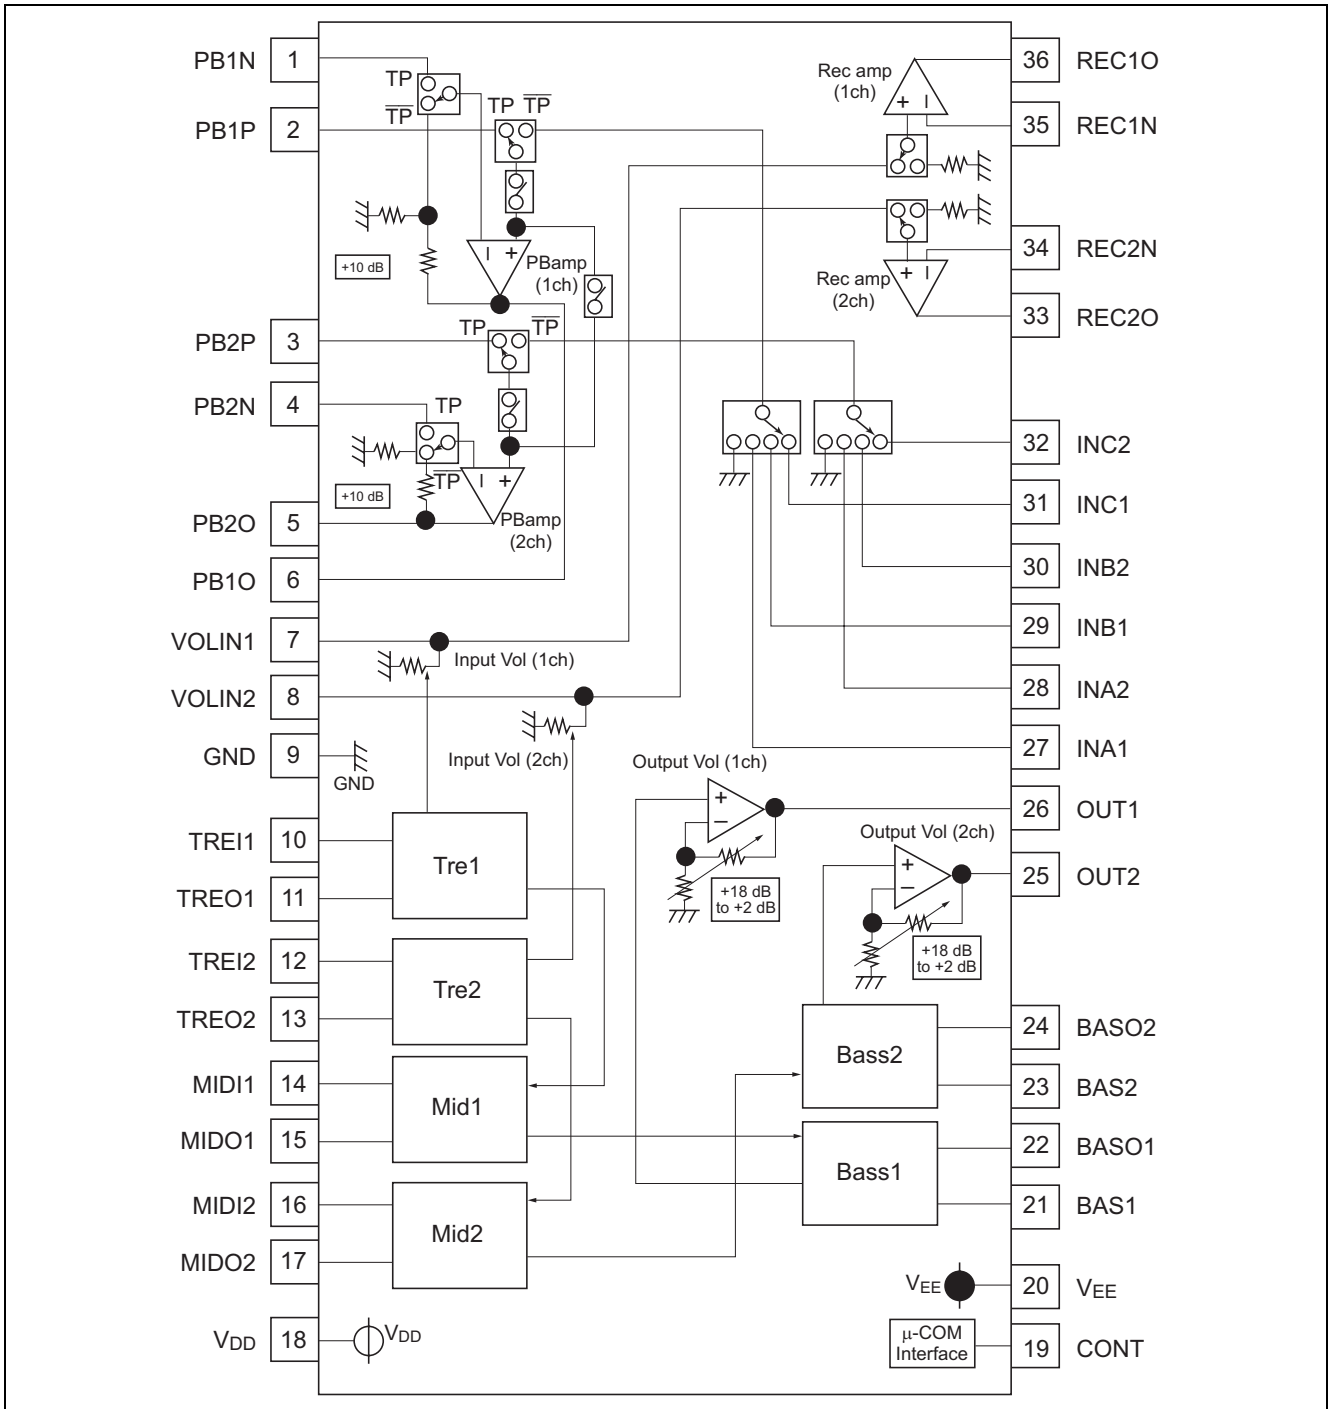 PB1N 1
PB1P 2
PB2P 3
PB2N 4
PB2O 5
PB1O 6
VOLIN1 7
VOLIN2 8
GND 9
TREI1 10
TREO1 11
TREI2 12
TREO2 13
MIDI1 14
MIDO1 15
MIDI2 16
MIDO2 17
VDD 18
36 REC1O
35 REC1N
34 REC2N
33 REC2O
32 INC2
31 INC1
30 INB2
29 INB1
28 INA2
27 INA1
26 OUT1
25 OUT2
24 BASO2
23 BAS2
22 BASO1
21 BAS1
20 VEE
19 CONT
TP
T̅P̅
TP T̅P̅
+10 dB
I +
PBamp
(1ch)
TP T̅P̅
TP
T̅P̅
+10 dB
I +
PBamp
(2ch)
Rec amp
(1ch)
+ I
Rec amp
(2ch)
+ I
Input Vol (1ch)
Input Vol (2ch)
GND
Output Vol (1ch)
+
−
+18 dB
to +2 dB
Output Vol (2ch)
+
−
+18 dB
to +2 dB
Tre1
Tre2
Mid1
Mid2
Bass2
Bass1
VDD
VEE
μ-COM
Interface